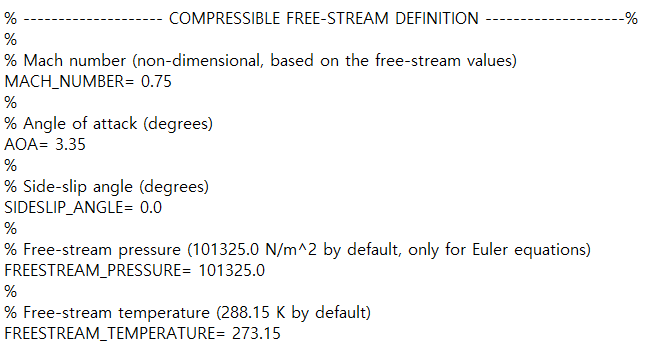 % --------------------- COMPRESSIBLE FREE-STREAM DEFINITION ---------------------%
%
% Mach number (non-dimensional, based on the free-stream values)
MACH_NUMBER= 0.75
%
% Angle of attack (degrees)
AOA= 3.35
%
% Side-slip angle (degrees)
SIDESLIP_ANGLE= 0.0
%
% Free-stream pressure (101325.0 N/m^2 by default, only for Euler equations)
FREESTREAM_PRESSURE= 101325.0
%
% Free-stream temperature (288.15 K by default)
FREESTREAM_TEMPERATURE= 273.15